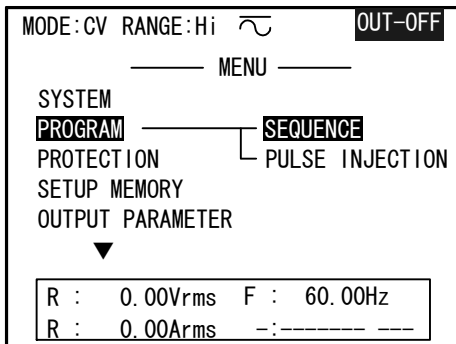 MODE:CV RANGE:Hi OUT-OFF
MENU
SYSTEM
PROGRAM SEQUENCE
PROTECTION PULSE INJECTION
SETUP MEMORY
OUTPUT PARAMETER
▼
R : 0.00Vrms F : 60.00Hz
R : 0.00Arms -:------- ---